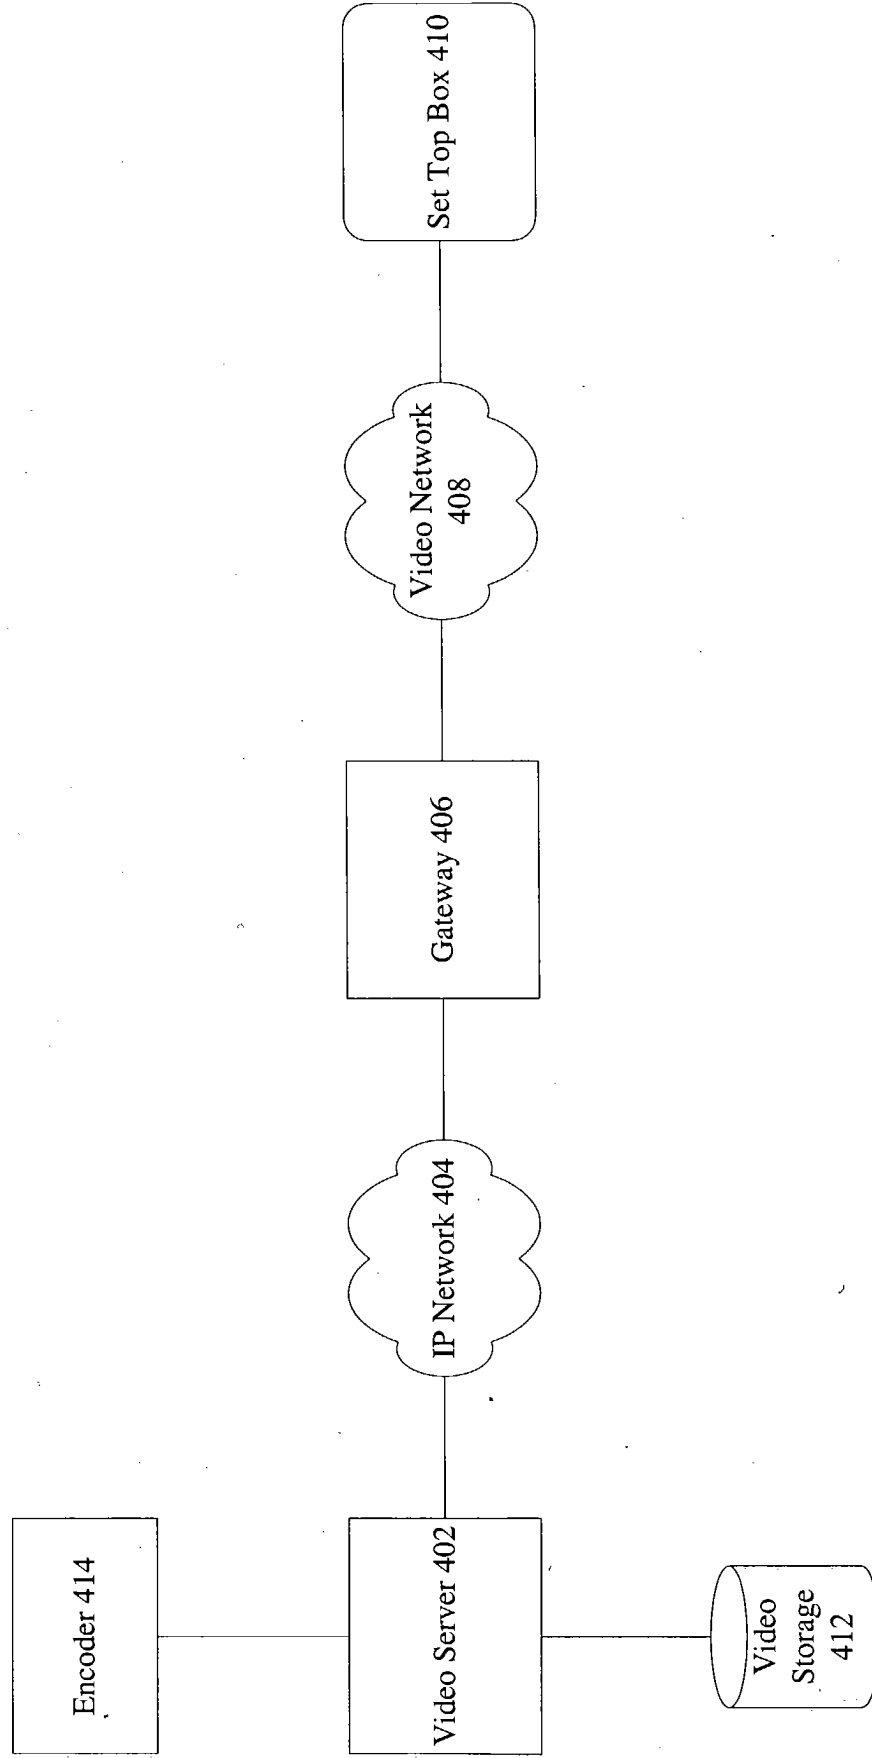 Encoder 414
Video Server 402
Video
Storage
412
IP Network 404
Gateway 406
Video Network
408
Set Top Box 410